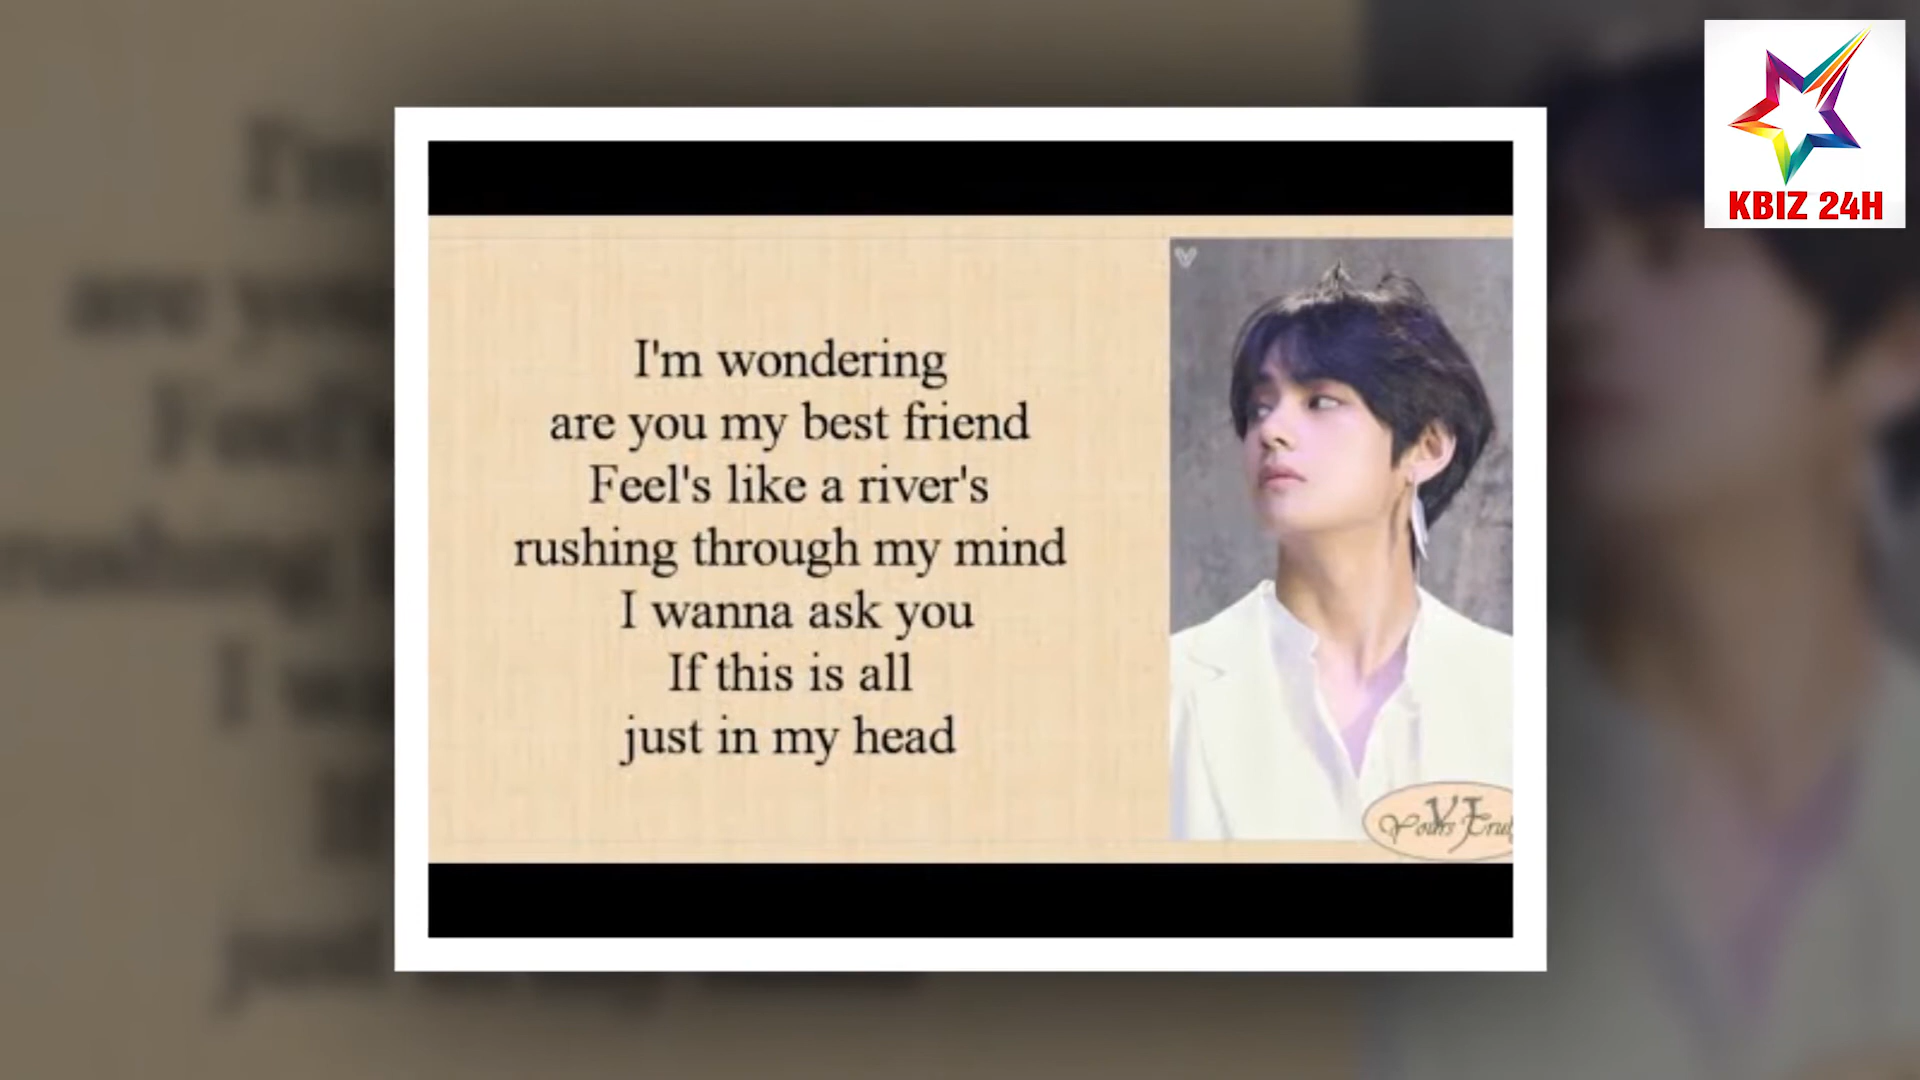 KBIZ 24H
I'm wondering
are you my best friend
Feel's like a river's
rushing through my mind
I wanna ask you
If this is all
just in my head
Yours